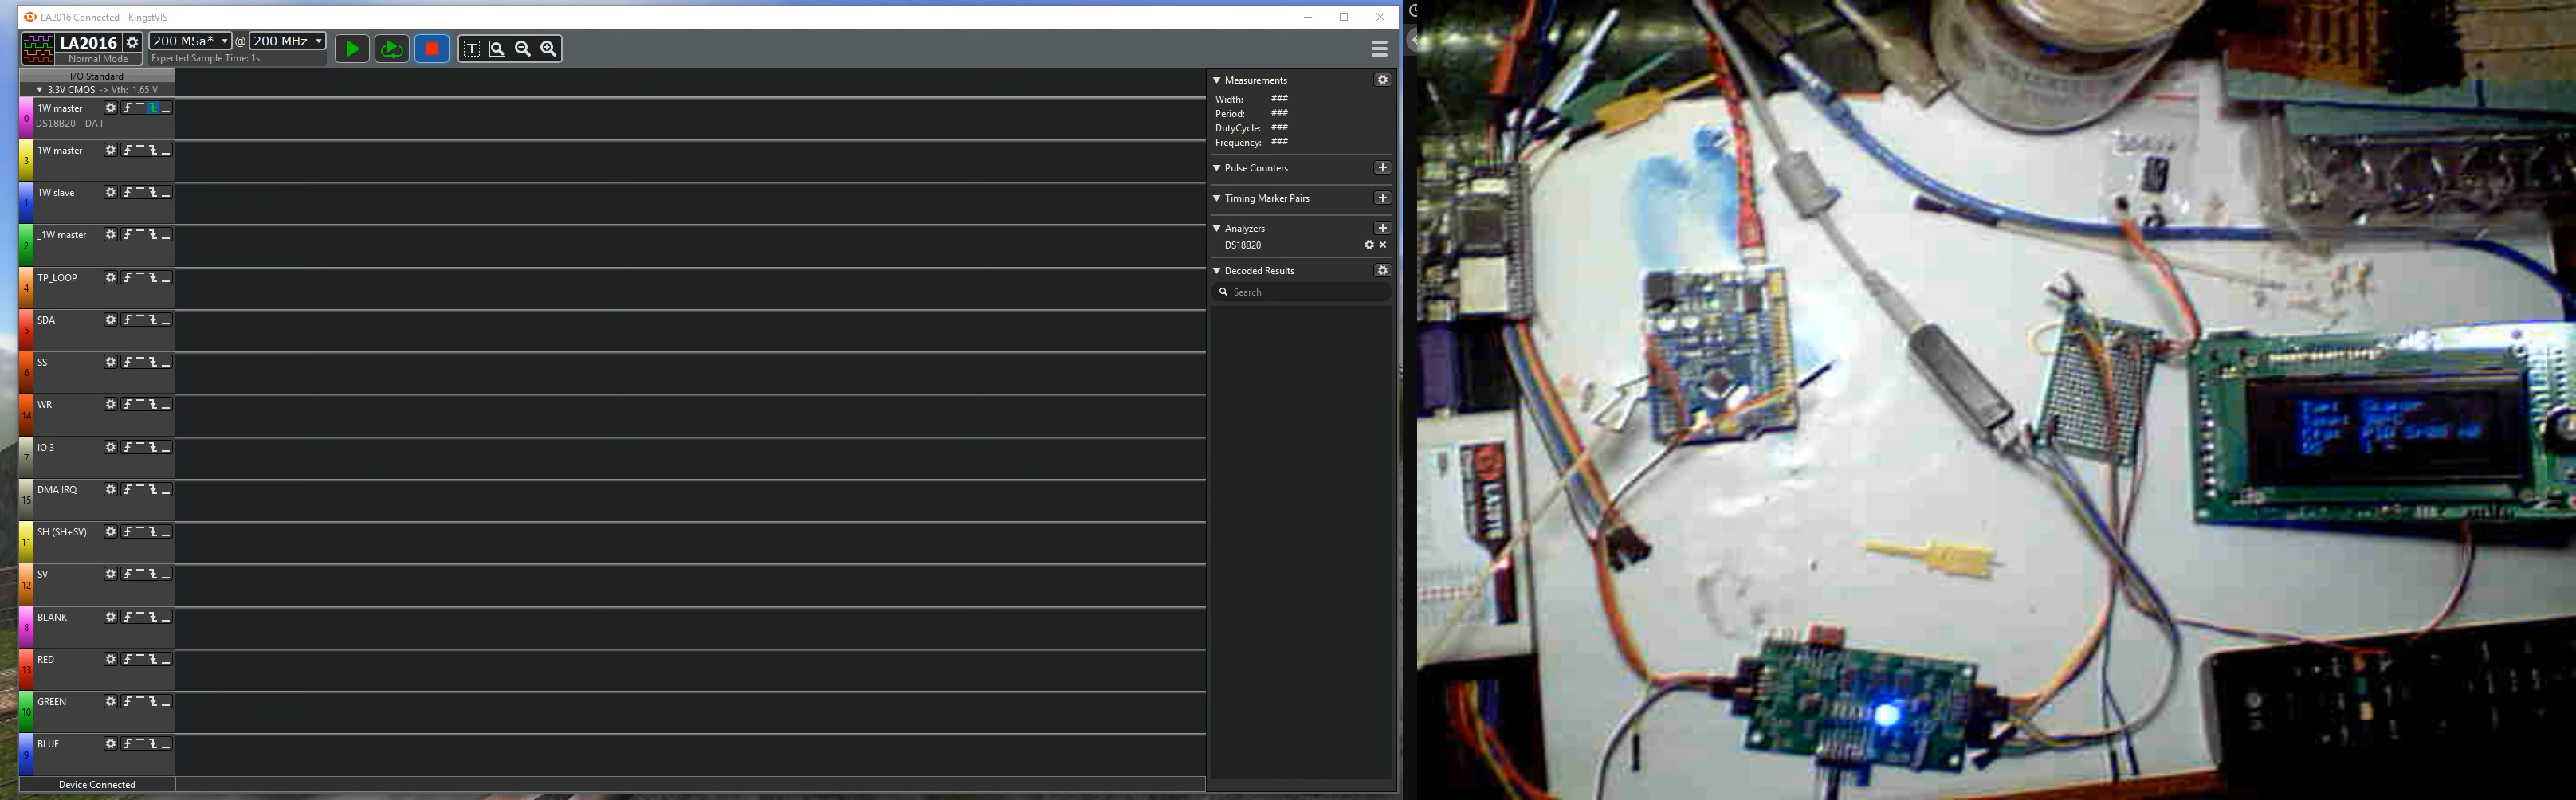 LA2016 Connected - KingstVIS
LA2016
Normal Mode
200 MSa* @ 200 MHz
Expected Sample Time: 1s
T
I/O Standard
3.3V CMOS -> Vth: 1.65 V
0 1W master
DS18B20 - DAT
3 1W master
1 1W slave
2 _1W master
4 TP_LOOP
5 SDA
6 SS
14 WR
7 IO 3
15 DMA IRQ
11 SH (SH+SV)
12 SV
8 BLANK
13 RED
10 GREEN
9 BLUE
Device Connected
Measurements
Width: ###
Period: ###
DutyCycle: ###
Frequency: ###
Pulse Counters
Timing Marker Pairs
Analyzers
DS18B20
Decoded Results
Search
LA2016